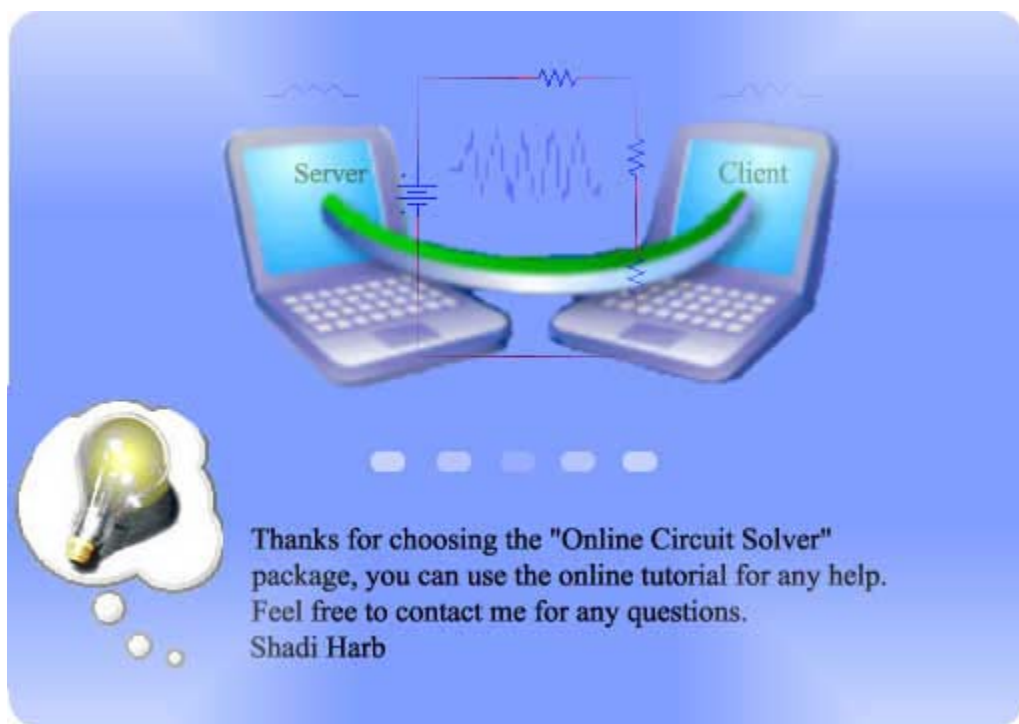 Server
Client
Thanks for choosing the "Online Circuit Solver"
package, you can use the online tutorial for any help.
Feel free to contact me for any questions.
Shadi Harb